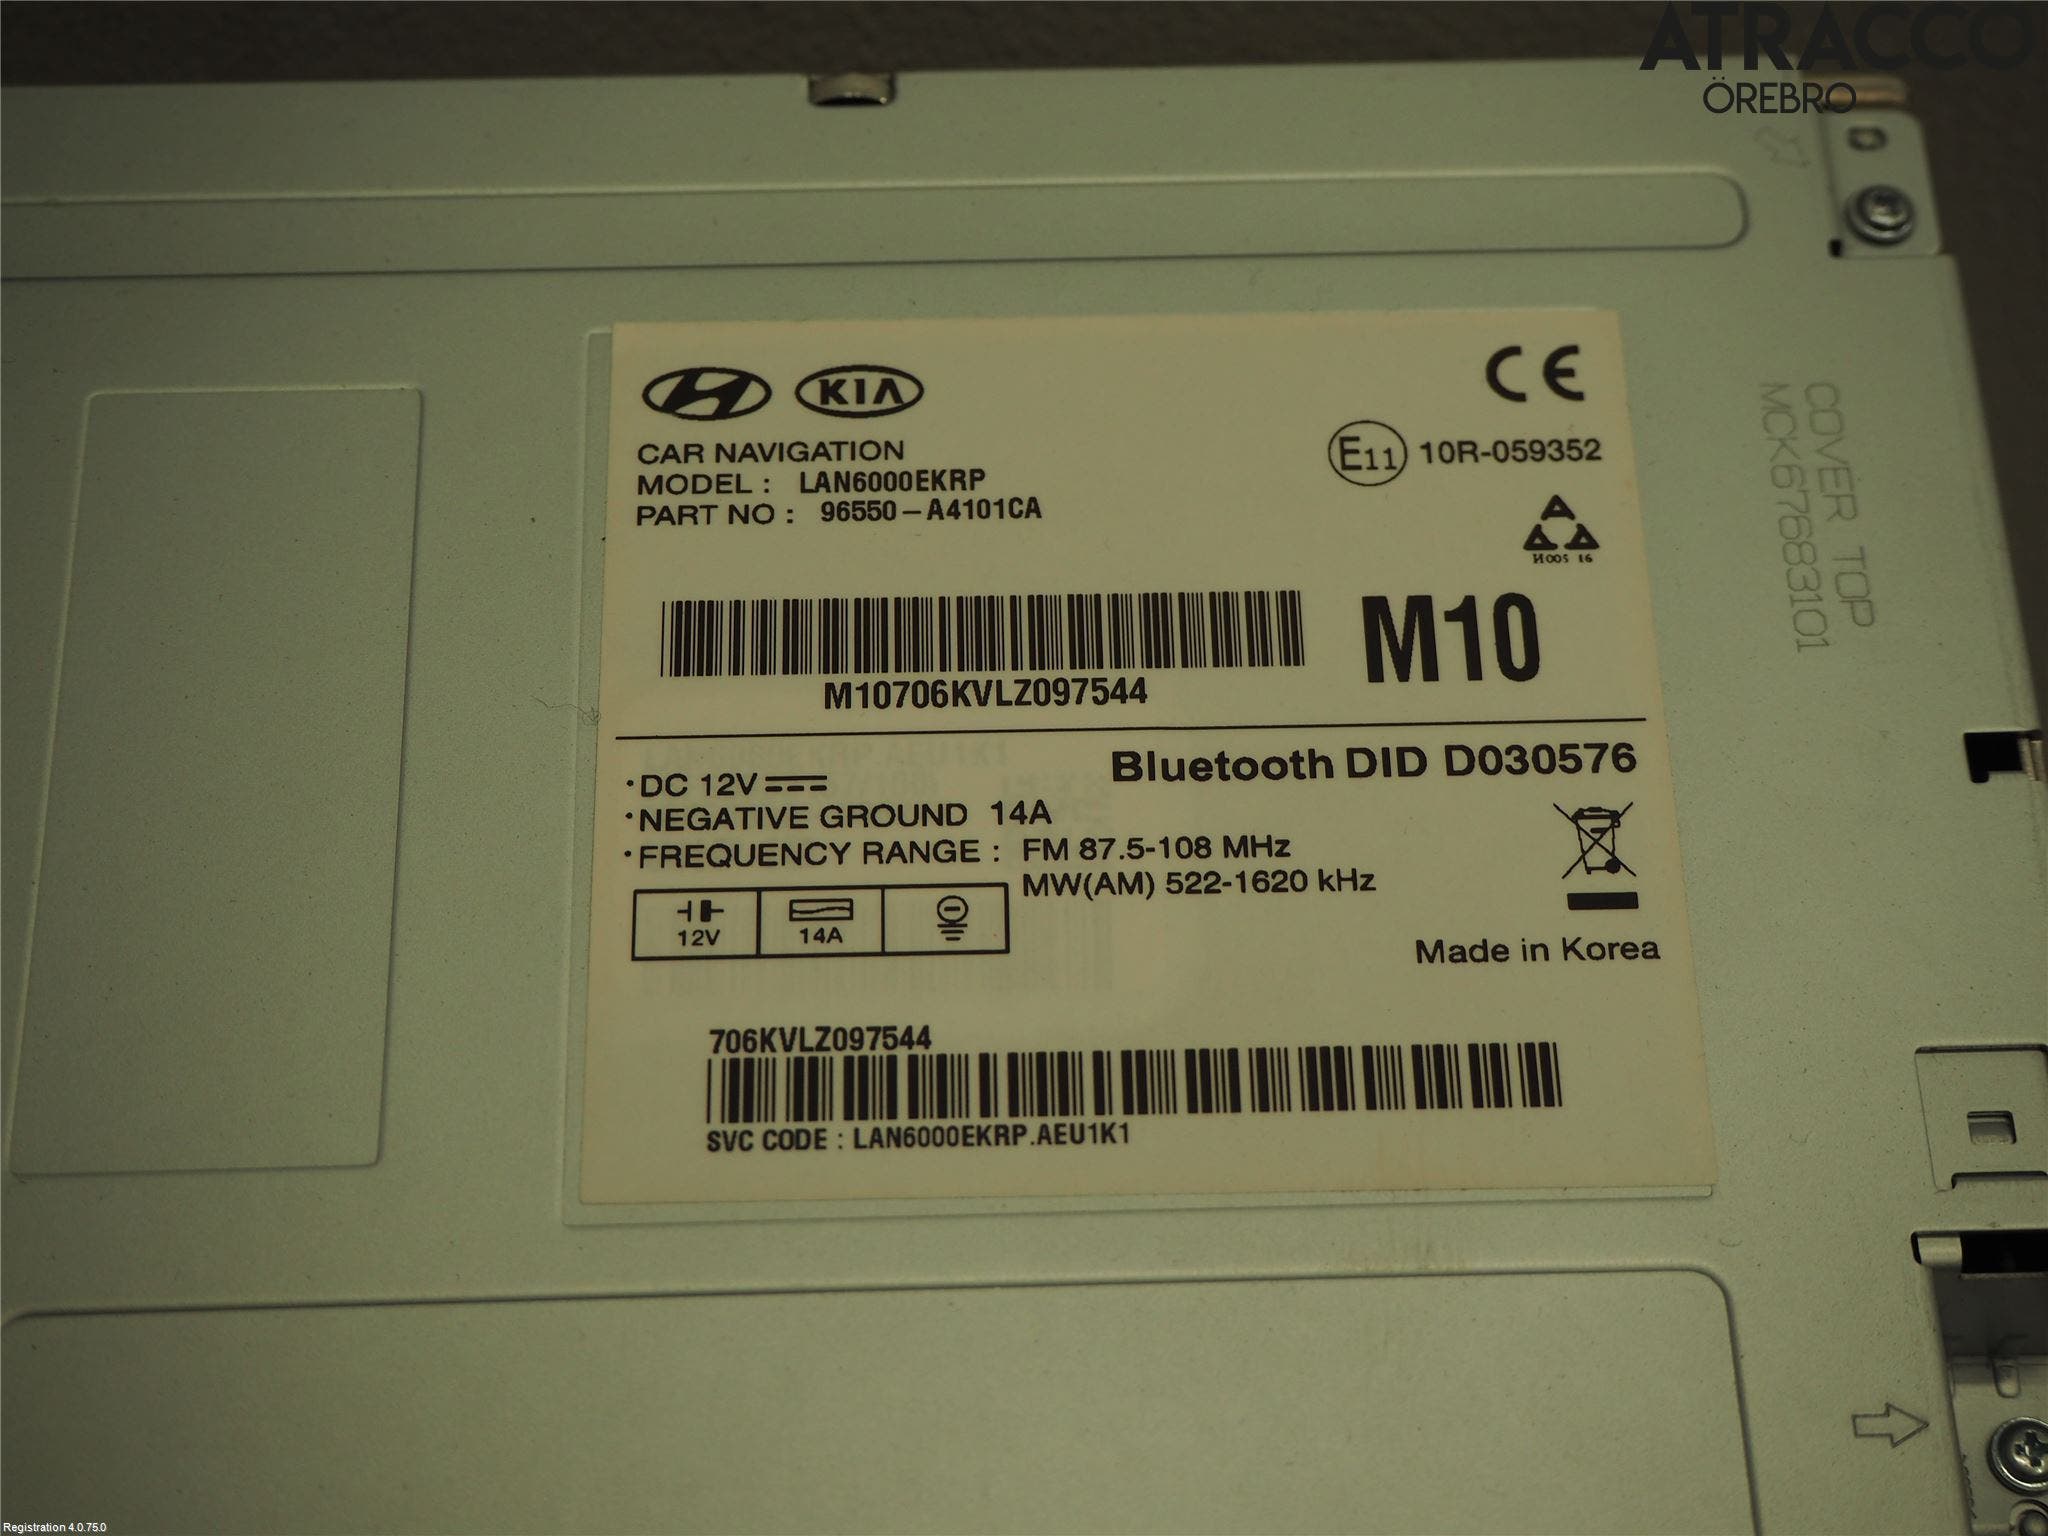 ATRACCO
ÖREBRO
KIA
CE
CAR NAVIGATION
MODEL : LAN6000EKRP
PART NO : 96550-A4101CA
E11 10R-059352
COVER TOP
MCK67683101
M10706KVLZ097544
M10
Bluetooth DID D030576
·DC 12V
·NEGATIVE GROUND 14A
·FREQUENCY RANGE : FM 87.5-108 MHz
MW(AM) 522-1620 kHz
12V
14A
Made in Korea
706KVLZ097544
SVC CODE : LAN6000EKRP.AEU1K1
Registration 4.0.75.0